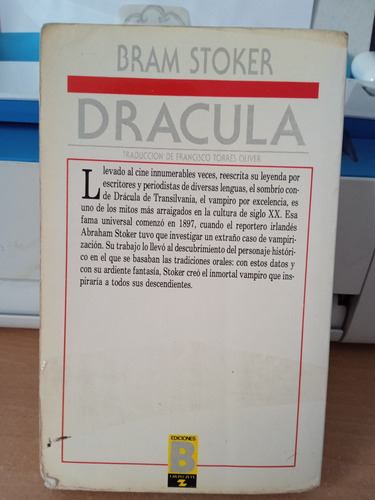 BRAM STOKER
DRACULA
TRADUCCION DE FRANCISCO TORRES OLIVER
Llevado al cine innumerables veces, reescrita su leyenda por
escritores y periodistas de diversas lenguas, el sombrío con-
de Drácula de Transilvania, el vampiro por excelencia, es
uno de los mitos más arraigados en la cultura de siglo XX. Esa
fama universal comenzó en 1897, cuando el reportero irlandés
Abraham Stoker tuvo que investigar un extraño caso de vampiri-
zación. Su trabajo lo llevó al descubrimiento del personaje históri-
co en el que se basaban las tradiciones orales: con estos datos y
con su ardiente fantasía, Stoker creó el inmortal vampiro que ins-
piraría a todos sus descendientes.
EDICIONES
B
GRUPO ZETA
Z